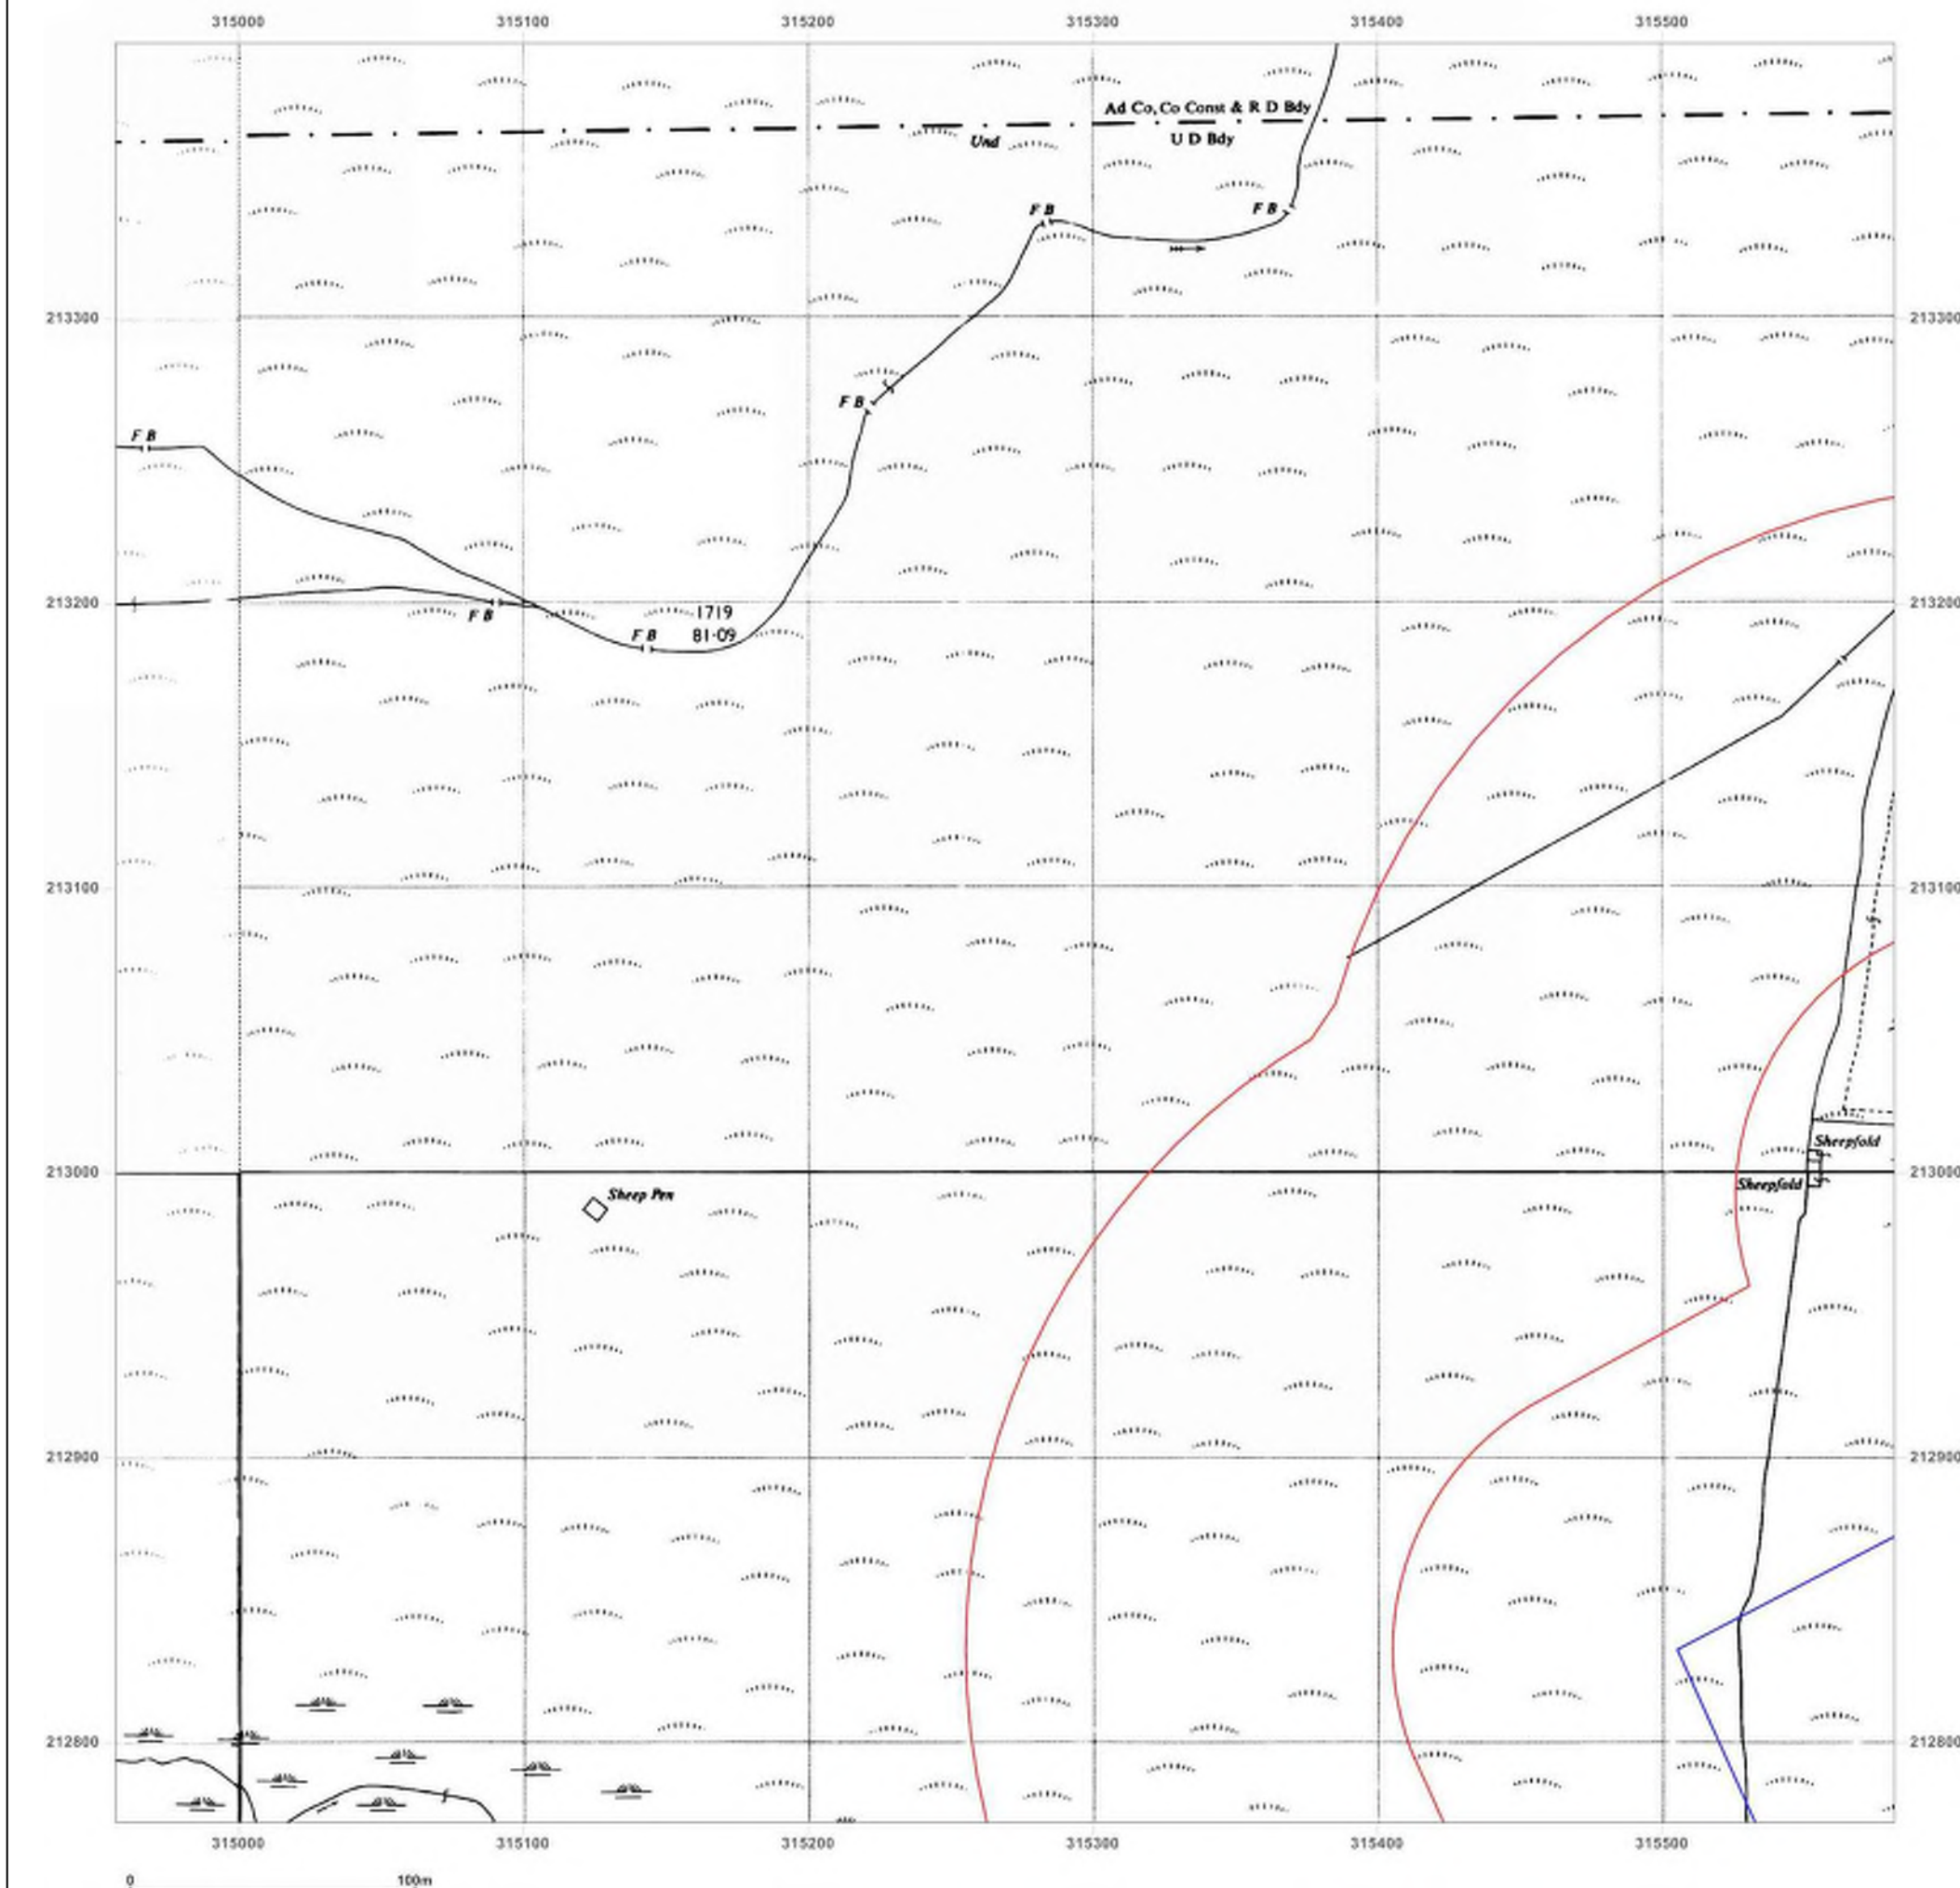 315000 315100 315200 315300 315400 315500
Ad Co, Co Const & R D Bdy
Und
U D Bdy
F B
F B
213300 213300
F B
F B
213200 213200
F B
1719
F B
81·09
213100 213100
Sheepfold
213000 213000
Sheepfold
Sheep Pen
212900 212900
212800 212800
315000 315100 315200 315300 315400 315500
0 100m